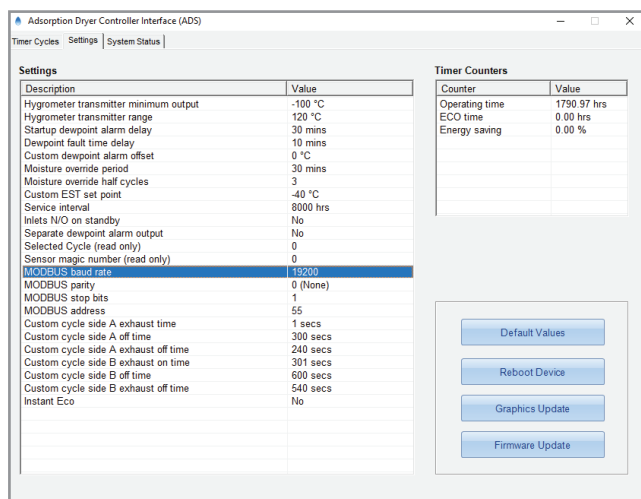 Adsorption Dryer Controller Interface (ADS)
Timer Cycles Settings System Status
Settings
Description Value
Hygrometer transmitter minimum output -100 °C
Hygrometer transmitter range 120 °C
Startup dewpoint alarm delay 30 mins
Dewpoint fault time delay 10 mins
Custom dewpoint alarm offset 0 °C
Moisture override period 30 mins
Moisture override half cycles 3
Custom EST set point -40 °C
Service interval 8000 hrs
Inlets N/O on standby No
Separate dewpoint alarm output No
Selected Cycle (read only) 0
Sensor magic number (read only) 0
MODBUS baud rate 19200
MODBUS parity 0 (None)
MODBUS stop bits 1
MODBUS address 55
Custom cycle side A exhaust time 1 secs
Custom cycle side A off time 300 secs
Custom cycle side A exhaust off time 240 secs
Custom cycle side B exhaust on time 301 secs
Custom cycle side B off time 600 secs
Custom cycle side B exhaust off time 540 secs
Instant Eco No
Timer Counters
Counter Value
Operating time 1790.97 hrs
ECO time 0.00 hrs
Energy saving 0.00 %
Default Values
Reboot Device
Graphics Update
Firmware Update